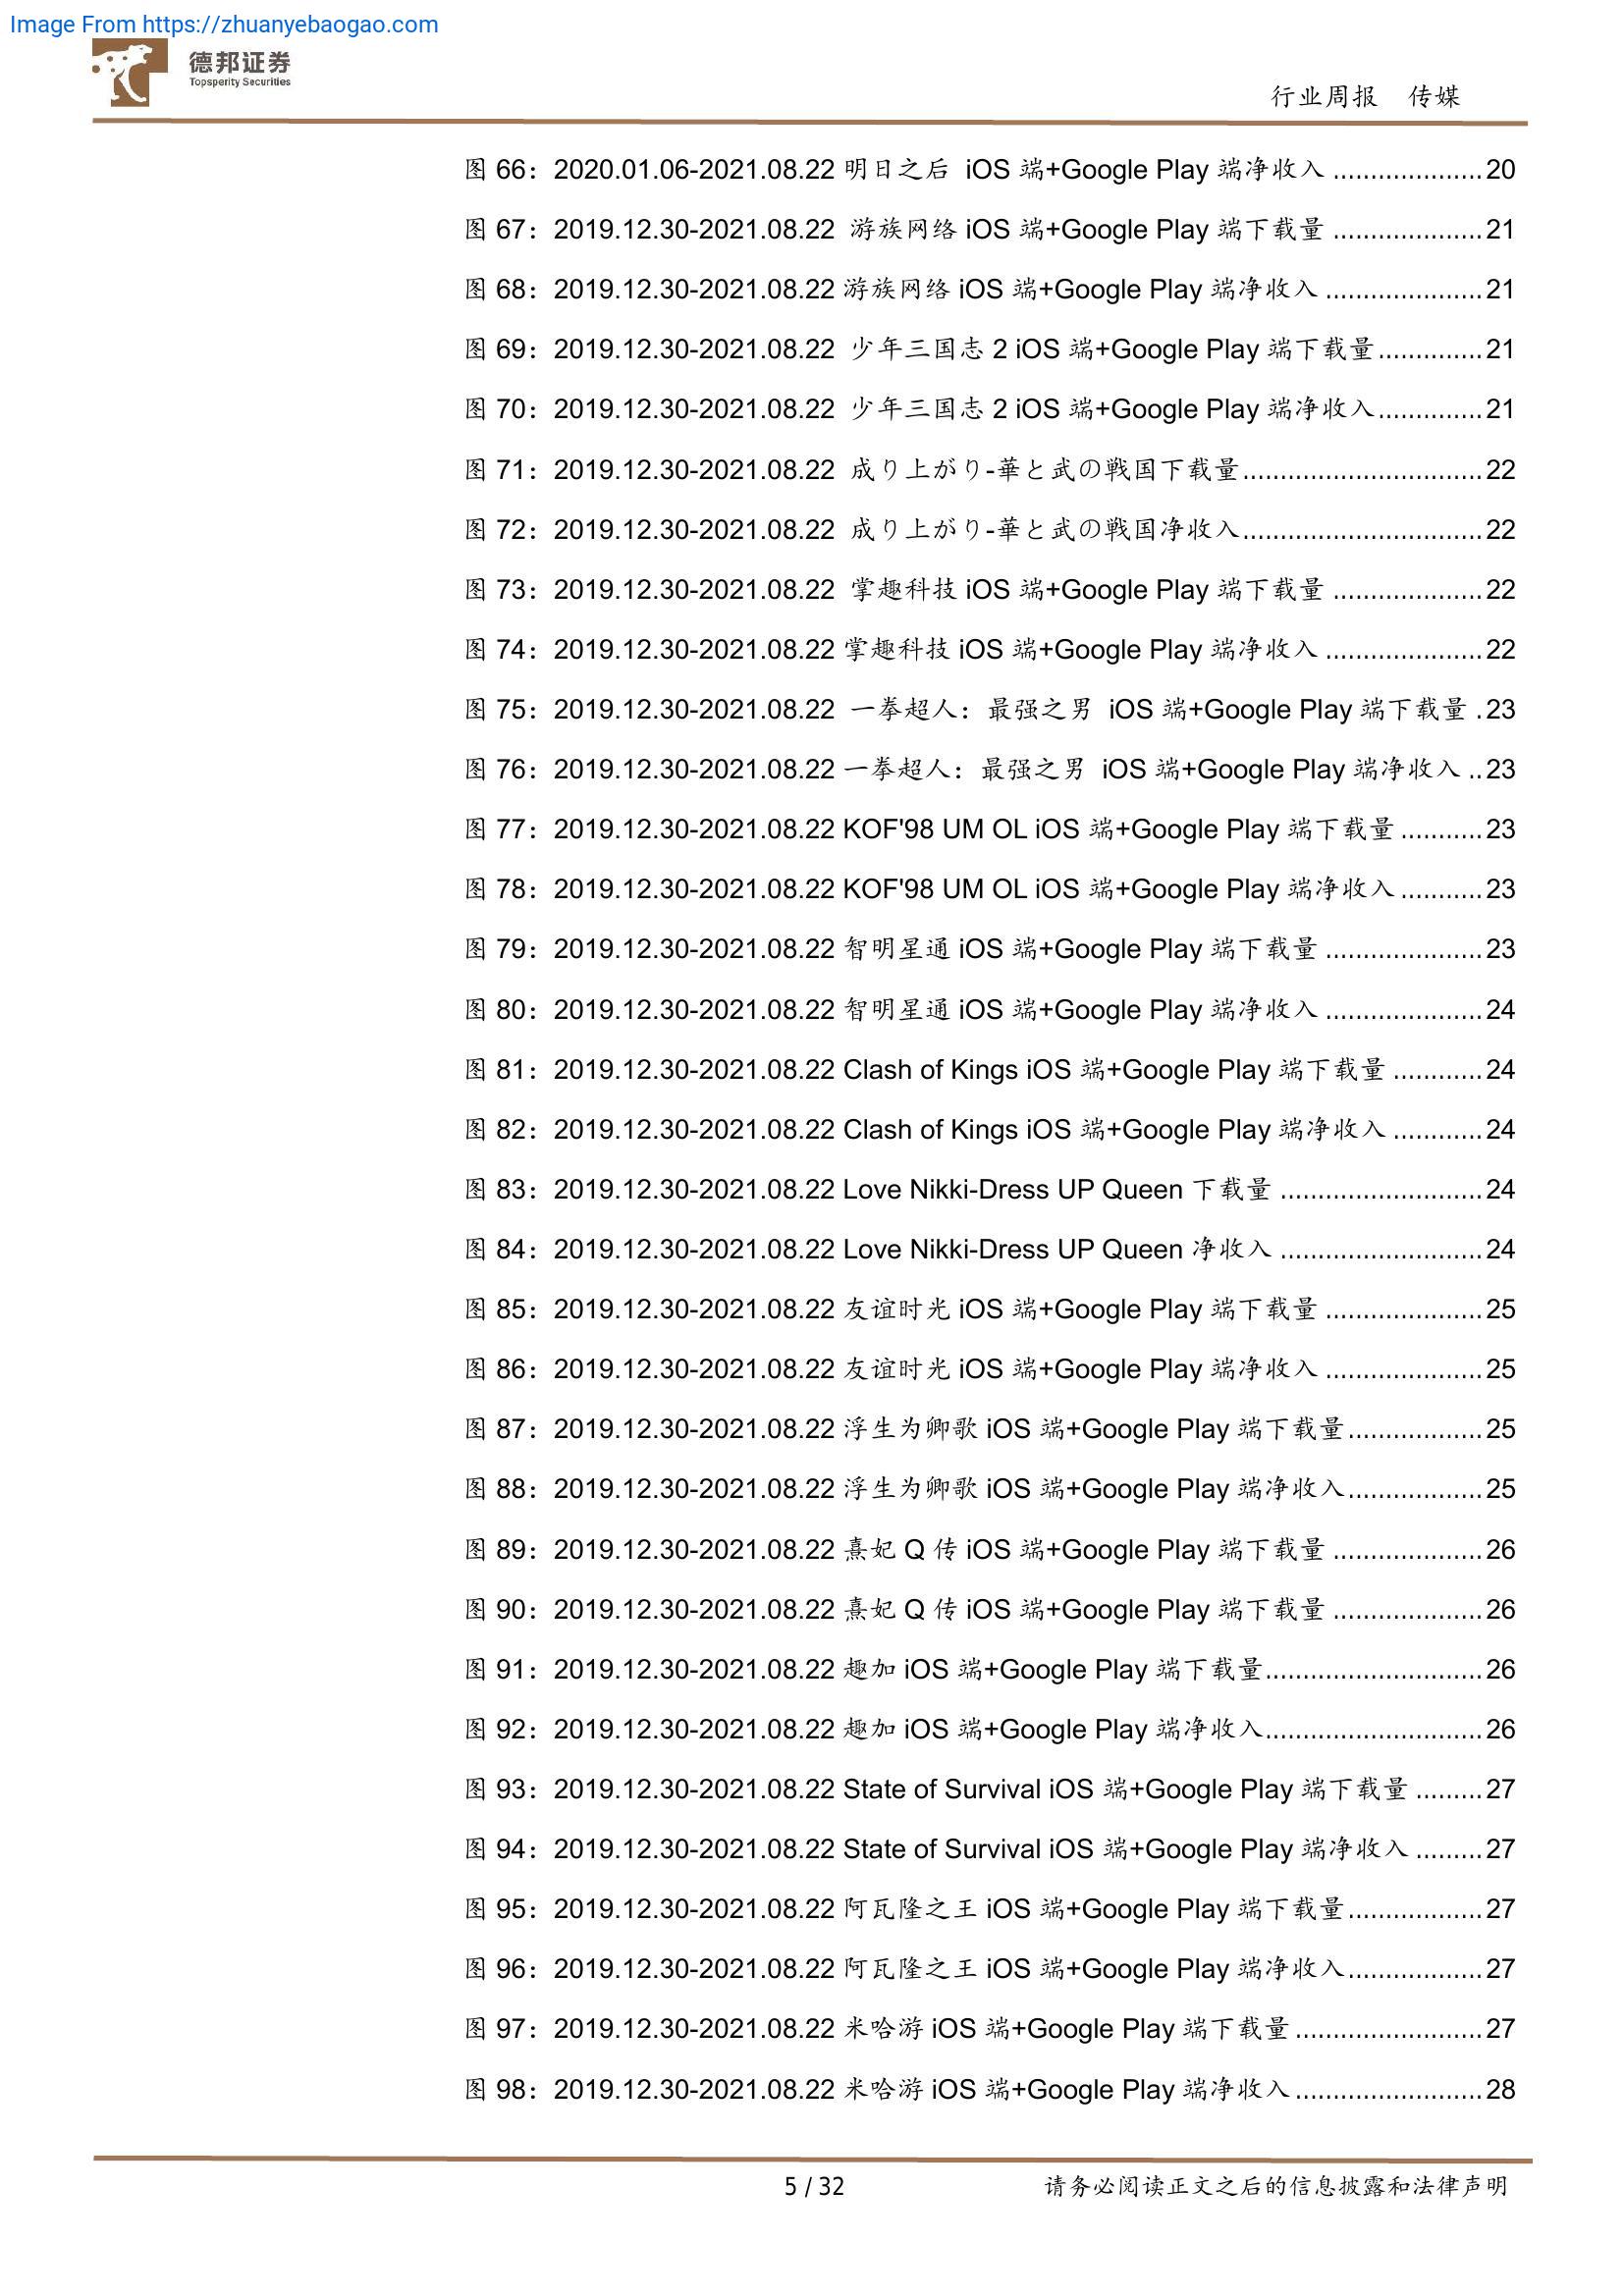 Image From https://zhuanyebaogao.com
德邦证券
Topsperity Securities
行业周报 传媒
图 66：2020.01.06-2021.08.22 明日之后 iOS 端+Google Play 端净收入 ....................20
图 67：2019.12.30-2021.08.22 游族网络 iOS 端+Google Play 端下载量 ....................21
图 68：2019.12.30-2021.08.22 游族网络 iOS 端+Google Play 端净收入 .....................21
图 69：2019.12.30-2021.08.22 少年三国志 2 iOS 端+Google Play 端下载量..............21
图 70：2019.12.30-2021.08.22 少年三国志 2 iOS 端+Google Play 端净收入..............21
图 71：2019.12.30-2021.08.22 成り上がり-華と武の戦国下载量................................22
图 72：2019.12.30-2021.08.22 成り上がり-華と武の戦国净收入................................22
图 73：2019.12.30-2021.08.22 掌趣科技 iOS 端+Google Play 端下载量 ....................22
图 74：2019.12.30-2021.08.22 掌趣科技 iOS 端+Google Play 端净收入 .....................22
图 75：2019.12.30-2021.08.22 一拳超人：最强之男 iOS 端+Google Play 端下载量 .23
图 76：2019.12.30-2021.08.22 一拳超人：最强之男 iOS 端+Google Play 端净收入 ..23
图 77：2019.12.30-2021.08.22 KOF'98 UM OL iOS 端+Google Play 端下载量 ...........23
图 78：2019.12.30-2021.08.22 KOF'98 UM OL iOS 端+Google Play 端净收入 ...........23
图 79：2019.12.30-2021.08.22 智明星通 iOS 端+Google Play 端下载量 .....................23
图 80：2019.12.30-2021.08.22 智明星通 iOS 端+Google Play 端净收入 .....................24
图 81：2019.12.30-2021.08.22 Clash of Kings iOS 端+Google Play 端下载量 ............24
图 82：2019.12.30-2021.08.22 Clash of Kings iOS 端+Google Play 端净收入 ............24
图 83：2019.12.30-2021.08.22 Love Nikki-Dress UP Queen 下载量 ...........................24
图 84：2019.12.30-2021.08.22 Love Nikki-Dress UP Queen 净收入 ...........................24
图 85：2019.12.30-2021.08.22 友谊时光 iOS 端+Google Play 端下载量 .....................25
图 86：2019.12.30-2021.08.22 友谊时光 iOS 端+Google Play 端净收入 .....................25
图 87：2019.12.30-2021.08.22 浮生为卿歌 iOS 端+Google Play 端下载量..................25
图 88：2019.12.30-2021.08.22 浮生为卿歌 iOS 端+Google Play 端净收入..................25
图 89：2019.12.30-2021.08.22 熹妃 Q 传 iOS 端+Google Play 端下载量 ....................26
图 90：2019.12.30-2021.08.22 熹妃 Q 传 iOS 端+Google Play 端下载量 ....................26
图 91：2019.12.30-2021.08.22 趣加 iOS 端+Google Play 端下载量.............................26
图 92：2019.12.30-2021.08.22 趣加 iOS 端+Google Play 端净收入.............................26
图 93：2019.12.30-2021.08.22 State of Survival iOS 端+Google Play 端下载量 .........27
图 94：2019.12.30-2021.08.22 State of Survival iOS 端+Google Play 端净收入 .........27
图 95：2019.12.30-2021.08.22 阿瓦隆之王 iOS 端+Google Play 端下载量..................27
图 96：2019.12.30-2021.08.22 阿瓦隆之王 iOS 端+Google Play 端净收入..................27
图 97：2019.12.30-2021.08.22 米哈游 iOS 端+Google Play 端下载量.........................27
图 98：2019.12.30-2021.08.22 米哈游 iOS 端+Google Play 端净收入.........................28
5 / 32 请务必阅读正文之后的信息披露和法律声明